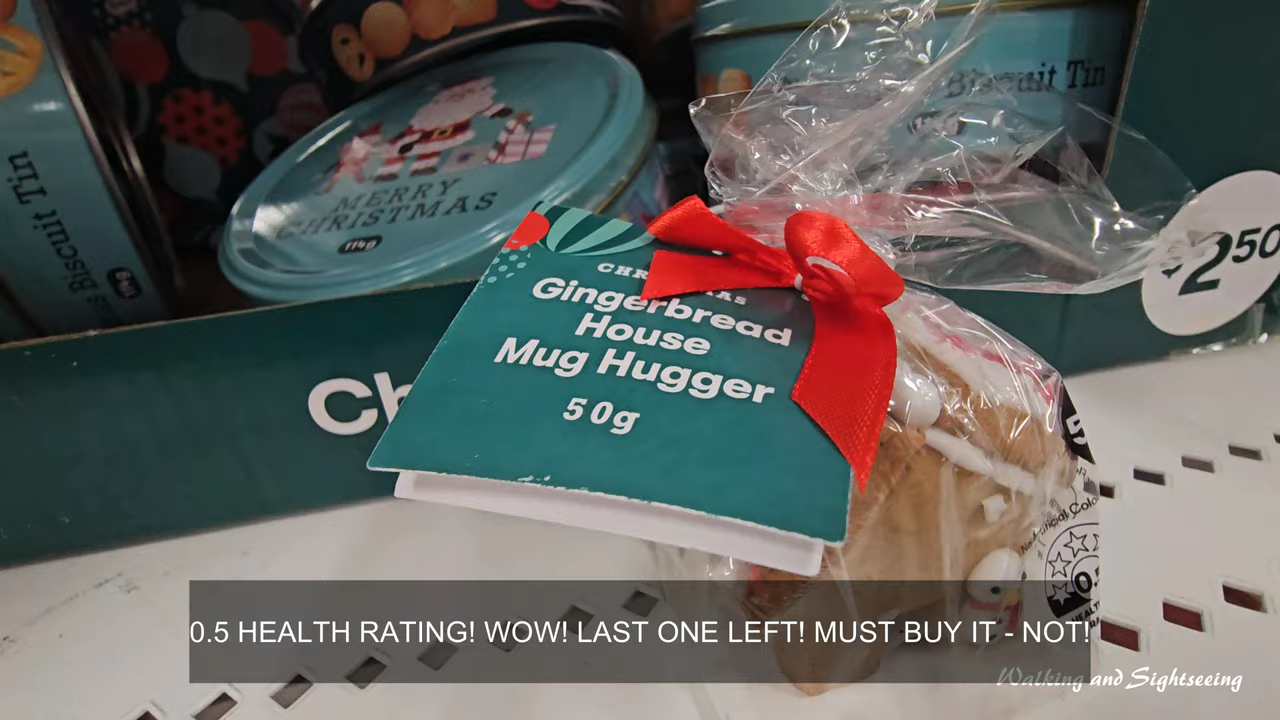 Biscuit Tin
MERRY
CHRISTMAS
114g
s Biscuit Tin
$2.50
Gingerbread
House
Mug Hugger
50g
Ch
0.5 HEALTH RATING! WOW! LAST ONE LEFT! MUST BUY IT - NOT!
Walking and Sightseeing